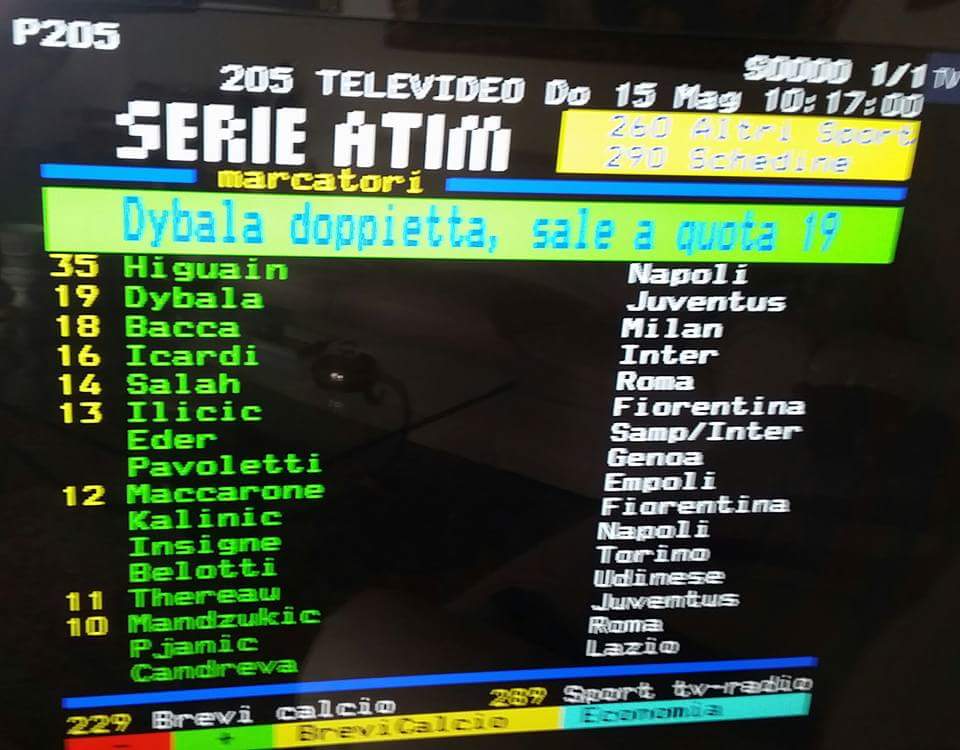 P205
S0000 1/1 TV
205 TELEVIDEO Do 15 Mag 10:17:00
SERIE ATIM
260 Altri Sport
290 Schedine
marcatori
Dybala doppietta, sale a quota 19
35 Higuain Napoli
19 Dybala Juventus
18 Bacca Milan
16 Icardi Inter
14 Salah Roma
13 Ilicic Fiorentina
Eder Samp/Inter
Pavoletti Genoa
12 Maccarone Empoli
Kalinic Fiorentina
Insigne Napoli
Belotti Torino
11 Thereau Udinese
10 Mandzukic Juventus
Pjanic Roma
Candreva Lazio
229 Brevi calcio 289 Sport tv-radio
- + BreviCalcio Economia